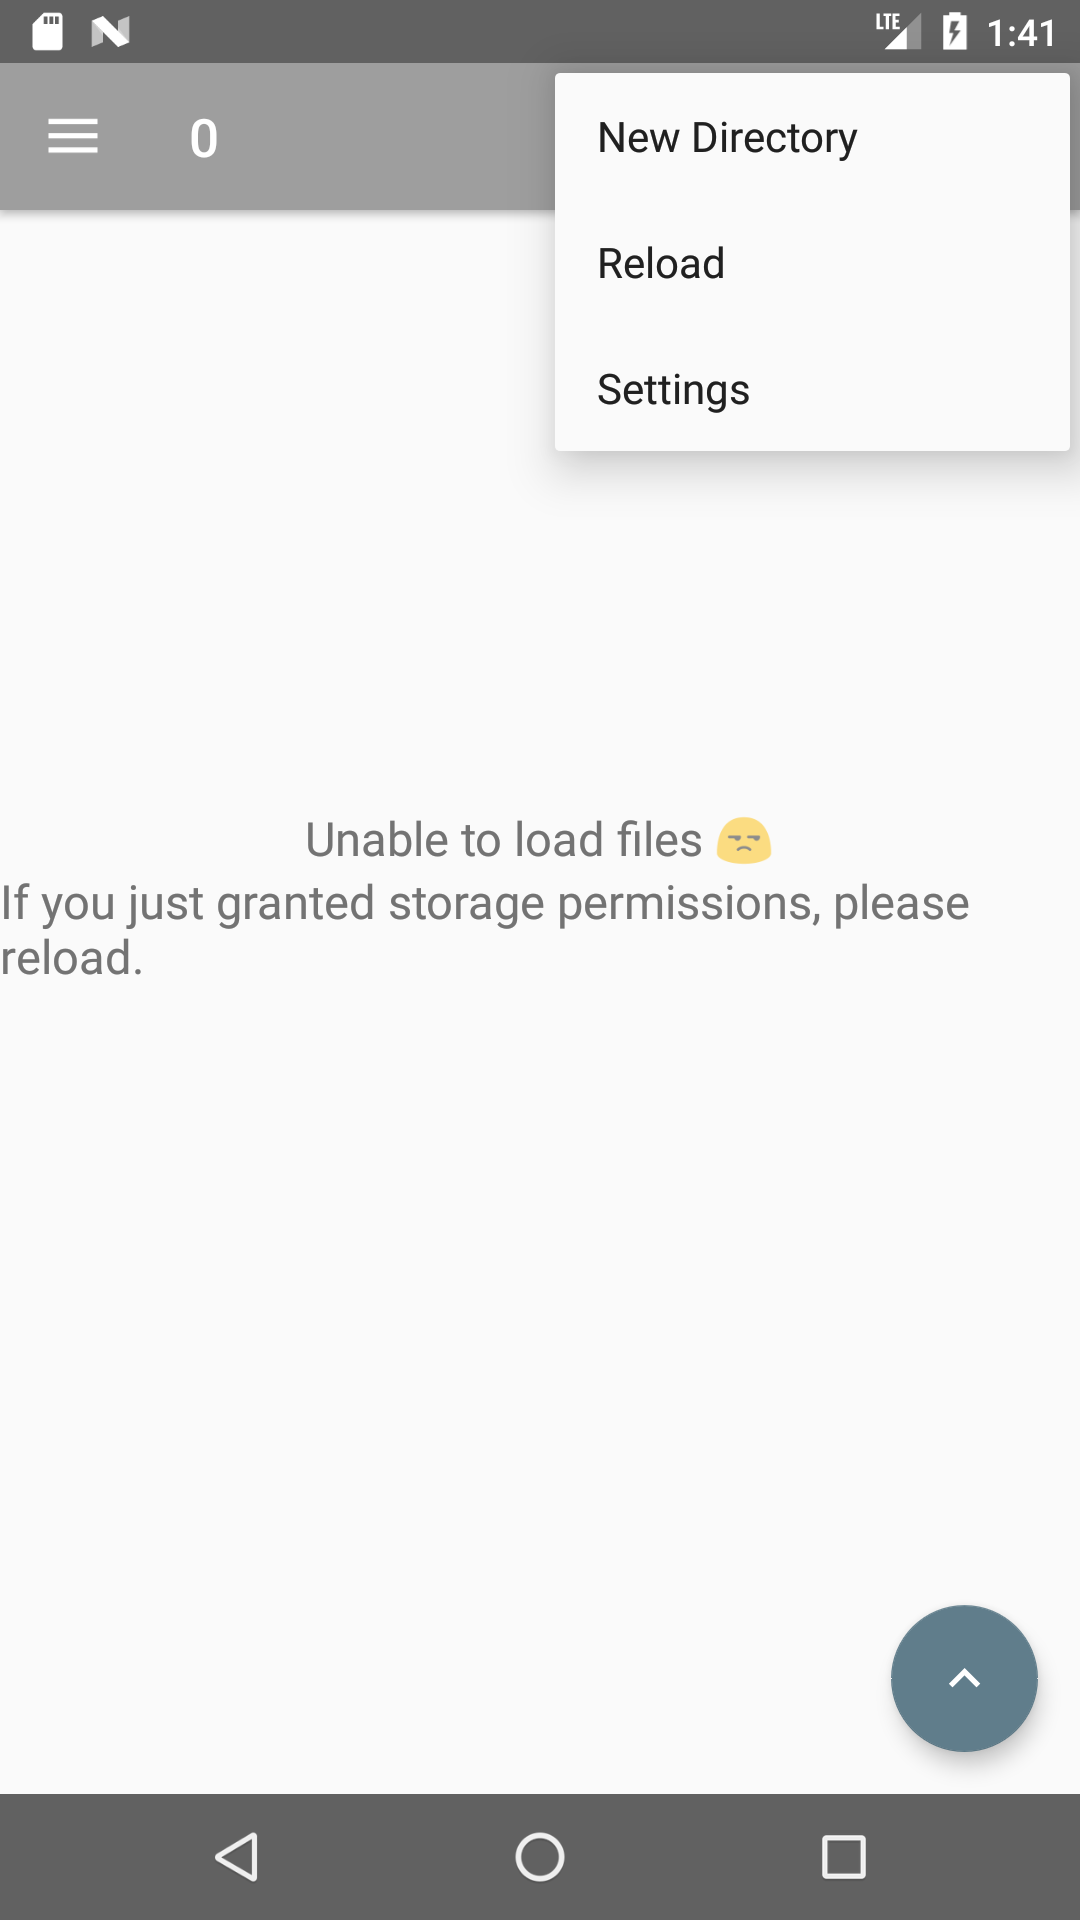 LTE 1:41
0
New Directory
Reload
Settings
Unable to load files 😒
If you just granted storage permissions, please
reload.